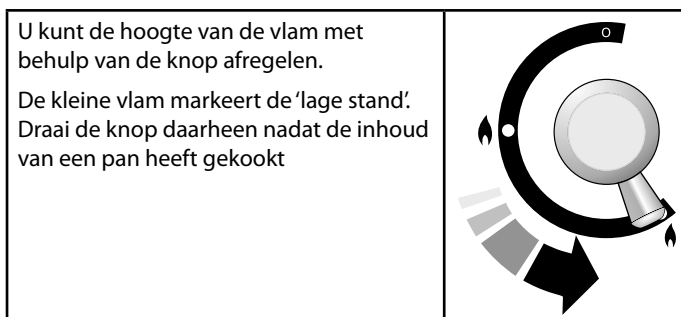 U kunt de hoogte van de vlam met
behulp van de knop afregelen.
De kleine vlam markeert de ‘lage stand’.
Draai de knop daarheen nadat de inhoud
van een pan heeft gekookt
O